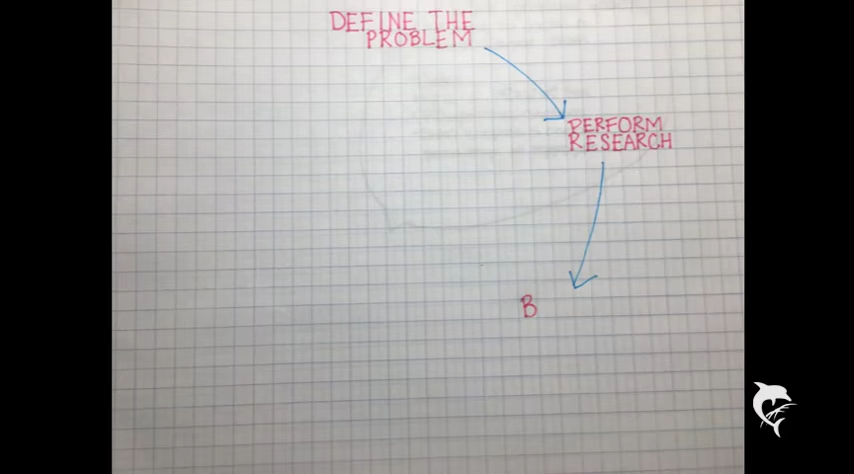 DEFINE THE
PROBLEM
PERFORM
RESEARCH
B